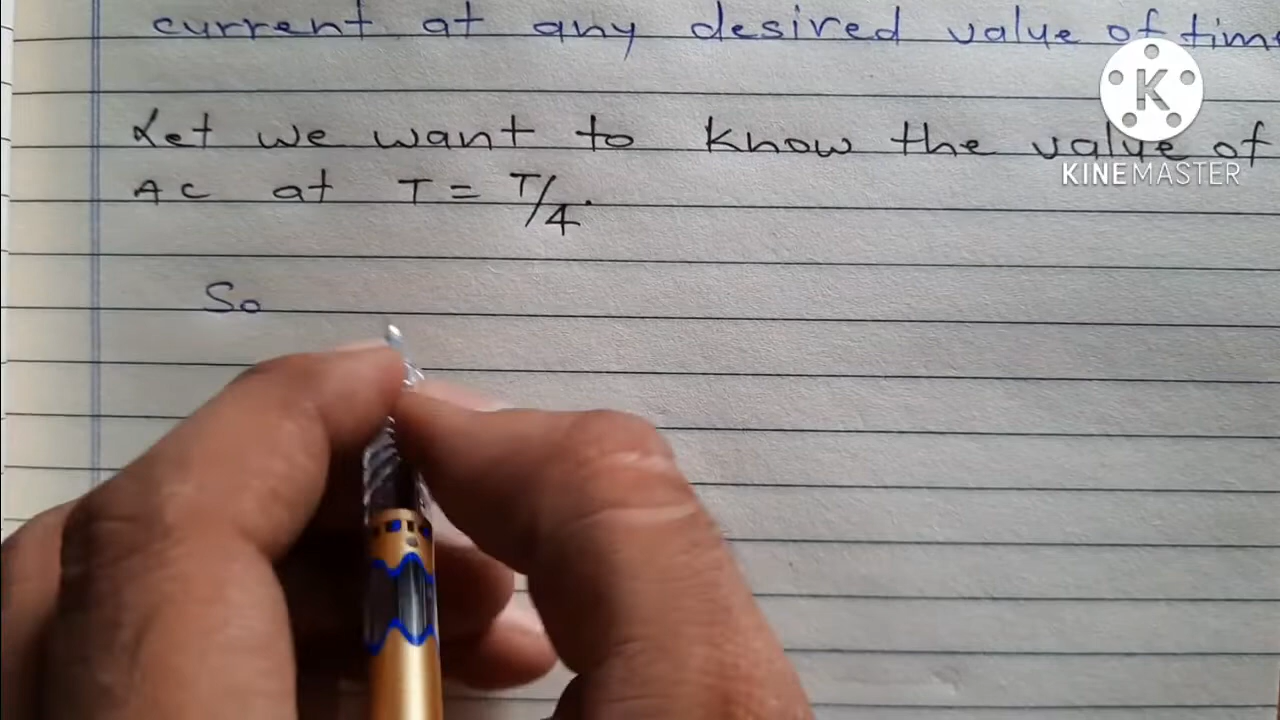 current at any desired value of time
Let we want to know the value of
AC at T = T/4.
So
K
KINEMASTER